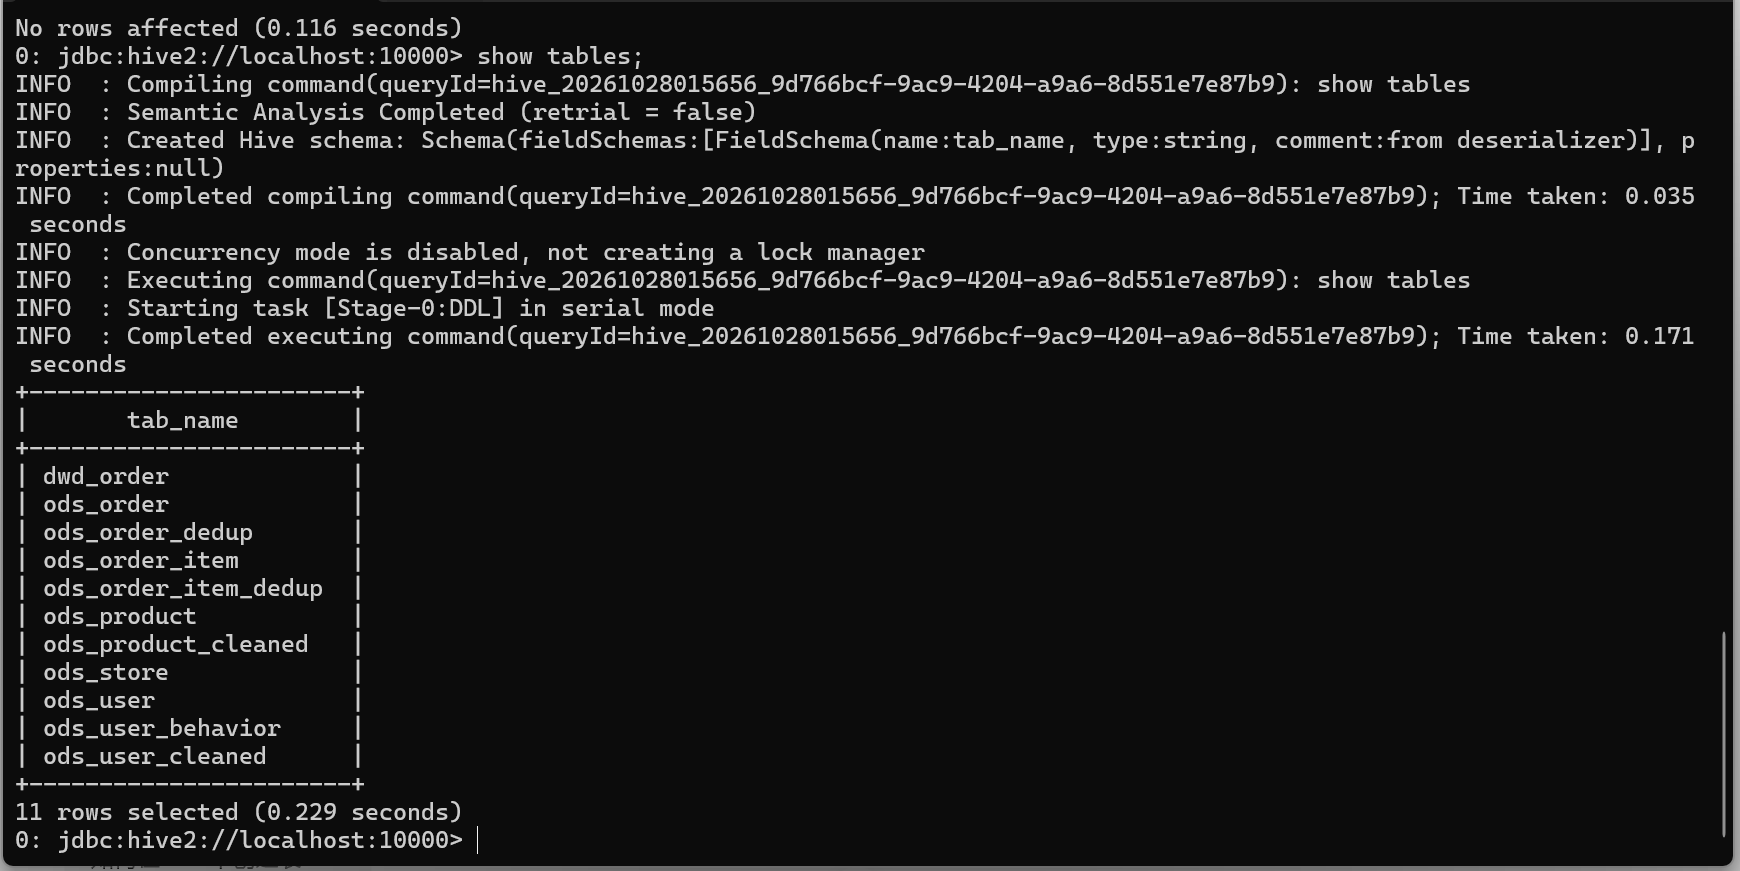 No rows affected (0.116 seconds)
0: jdbc:hive2://localhost:10000> show tables;
INFO  : Compiling command(queryId=hive_20261028015656_9d766bcf-9ac9-4204-a9a6-8d551e7e87b9): show tables
INFO  : Semantic Analysis Completed (retrial = false)
INFO  : Created Hive schema: Schema(fieldSchemas:[FieldSchema(name:tab_name, type:string, comment:from deserializer)], p
roperties:null)
INFO  : Completed compiling command(queryId=hive_20261028015656_9d766bcf-9ac9-4204-a9a6-8d551e7e87b9); Time taken: 0.035
 seconds
INFO  : Concurrency mode is disabled, not creating a lock manager
INFO  : Executing command(queryId=hive_20261028015656_9d766bcf-9ac9-4204-a9a6-8d551e7e87b9): show tables
INFO  : Starting task [Stage-0:DDL] in serial mode
INFO  : Completed executing command(queryId=hive_20261028015656_9d766bcf-9ac9-4204-a9a6-8d551e7e87b9); Time taken: 0.171
 seconds
+-----------------------+
|       tab_name        |
+-----------------------+
| dwd_order             |
| ods_order             |
| ods_order_dedup       |
| ods_order_item        |
| ods_order_item_dedup  |
| ods_product           |
| ods_product_cleaned   |
| ods_store             |
| ods_user              |
| ods_user_behavior     |
| ods_user_cleaned      |
+-----------------------+
11 rows selected (0.229 seconds)
0: jdbc:hive2://localhost:10000>